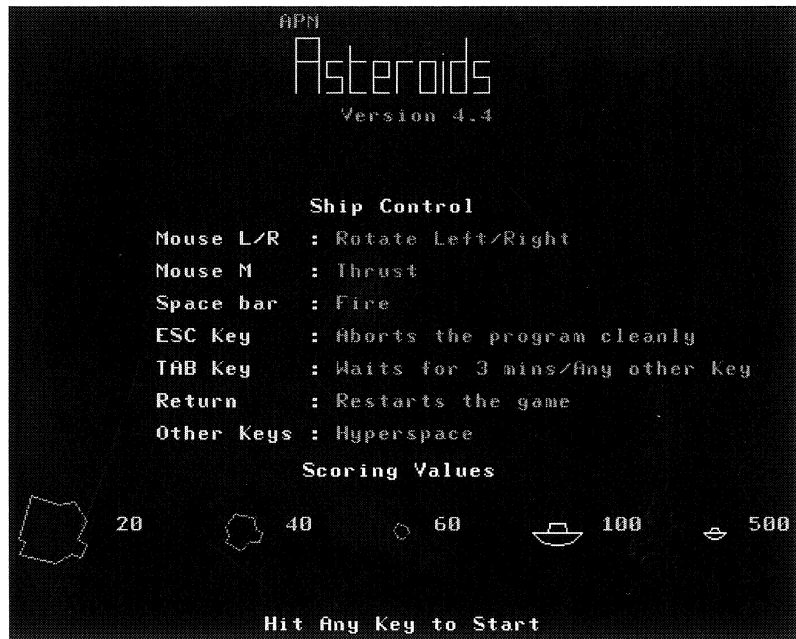 APM
Asteroids
Version 4.4
Ship Control
Mouse L/R : Rotate Left/Right
Mouse M : Thrust
Space bar : Fire
ESC Key : Aborts the program cleanly
TAB Key : Waits for 3 mins/Any other Key
Return : Restarts the game
Other Keys : Hyperspace
Scoring Values
20 40 60 100 500
Hit Any Key to Start